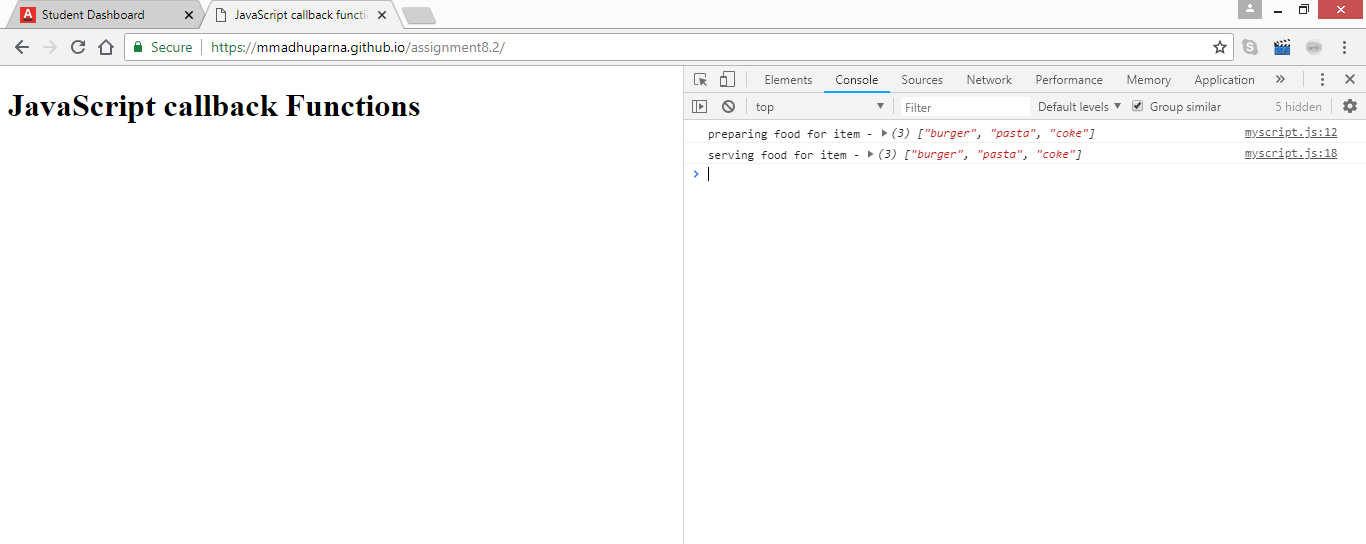 A Student Dashboard JavaScript callback functi
Secure https://mmadhuparna.github.io/assignment8.2/
JavaScript callback Functions
Elements Console Sources Network Performance Memory Application »
top Filter Default levels Group similar 5 hidden
preparing food for item - (3) ["burger", "pasta", "coke"] myscript.js:12
serving food for item - (3) ["burger", "pasta", "coke"] myscript.js:18